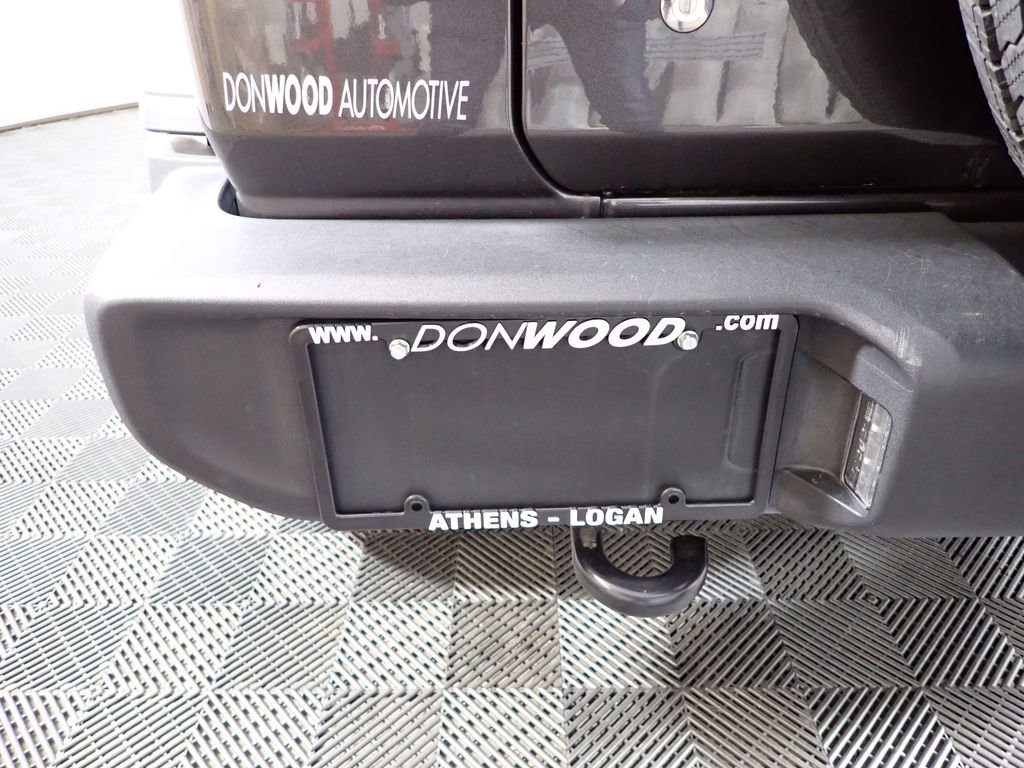 DONWOOD AUTOMOTIVE
www. DONWOOD .com
ATHENS - LOGAN